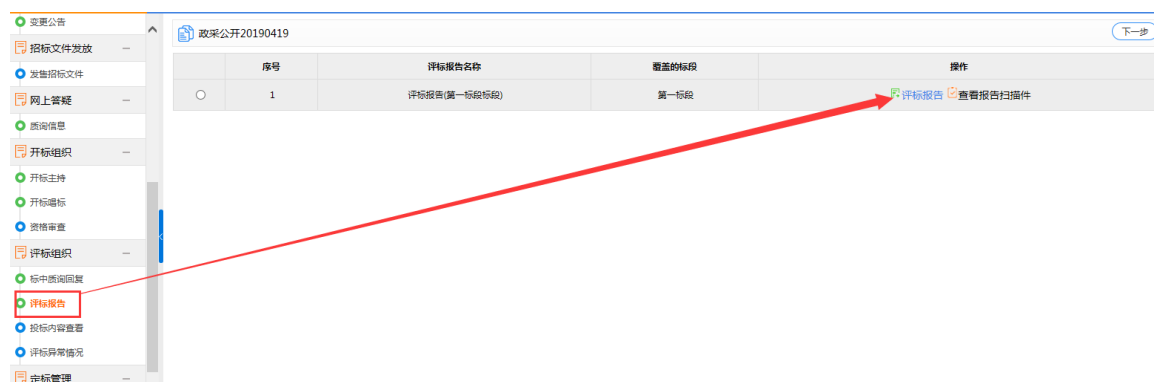 变更公告
招标文件发放
发售招标文件
网上答疑
质询信息
开标组织
开标主持
开标唱标
资格审查
评标组织
标中质询回复
评标报告
投标内容查看
评标异常情况
定标管理
政采公开20190419
下一步
序号 评标报告名称 覆盖的标段 操作
1 评标报告(第一标段标段) 第一标段 评标报告 查看报告扫描件